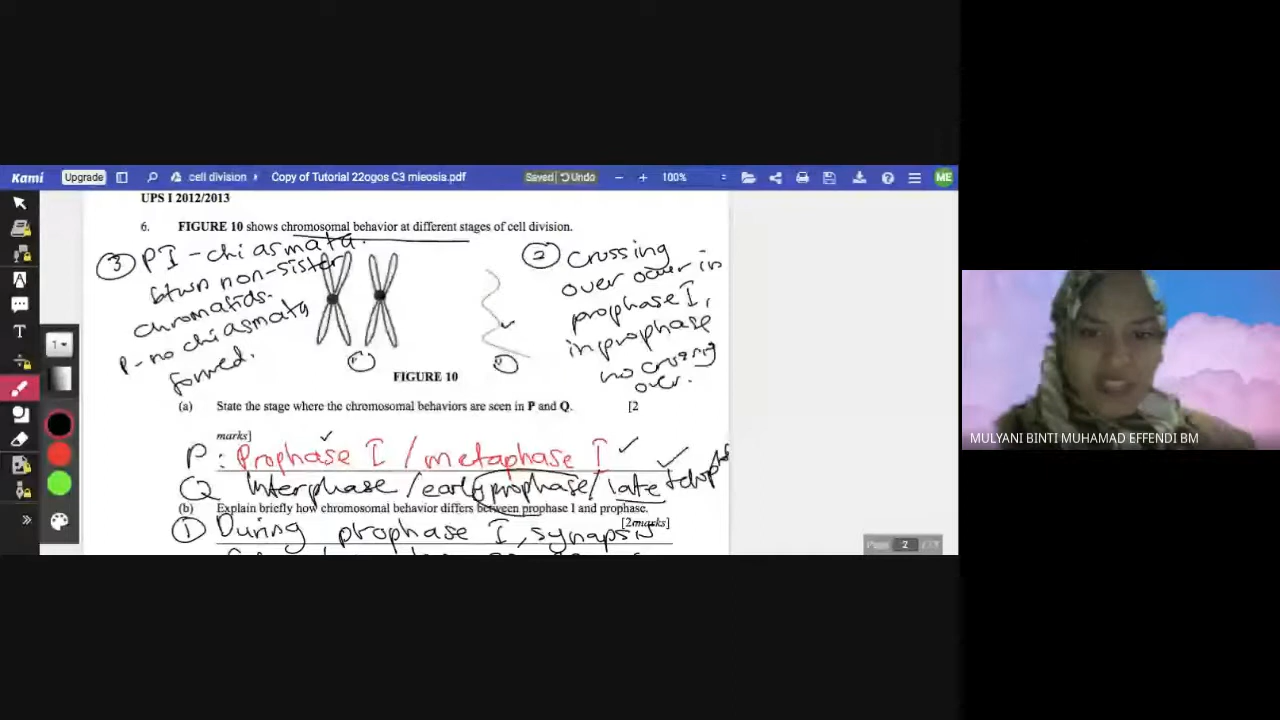 Kami
Upgrade
cell division
Copy of Tutorial 22ogos C3 mieosis.pdf
Saved
Undo
100%
ME
UPS I 2012/2013
6. FIGURE 10 shows chromosomal behavior at different stages of cell division.
③ PI - chiasmata
btwn non-sister
chromatids.
P - no chiasmata
formed.
② Crossing
over occur in
prophase I,
in prophase
no crossing
over.
FIGURE 10
(a) State the stage where the chromosomal behaviors are seen in P and Q. [2
marks]
P : Prophase I / metaphase I
Q Interphase / early prophase / late
(b) Explain briefly how chromosomal behavior differs between prophase I and prophase.
[2marks]
① During prophase I, synapsis
Page 2
1
T
MULYANI BINTI MUHAMAD EFFENDI BM